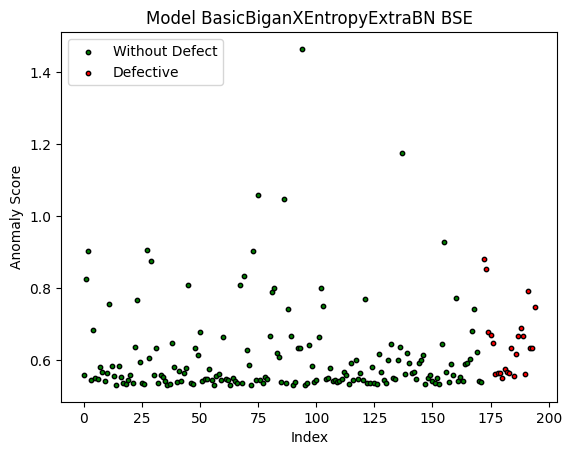 Model BasicBiganXEntropyExtraBN BSE
Without Defect
Defective
Anomaly Score
1.4
1.2
1.0
0.8
0.6
0 25 50 75 100 125 150 175 200
Index